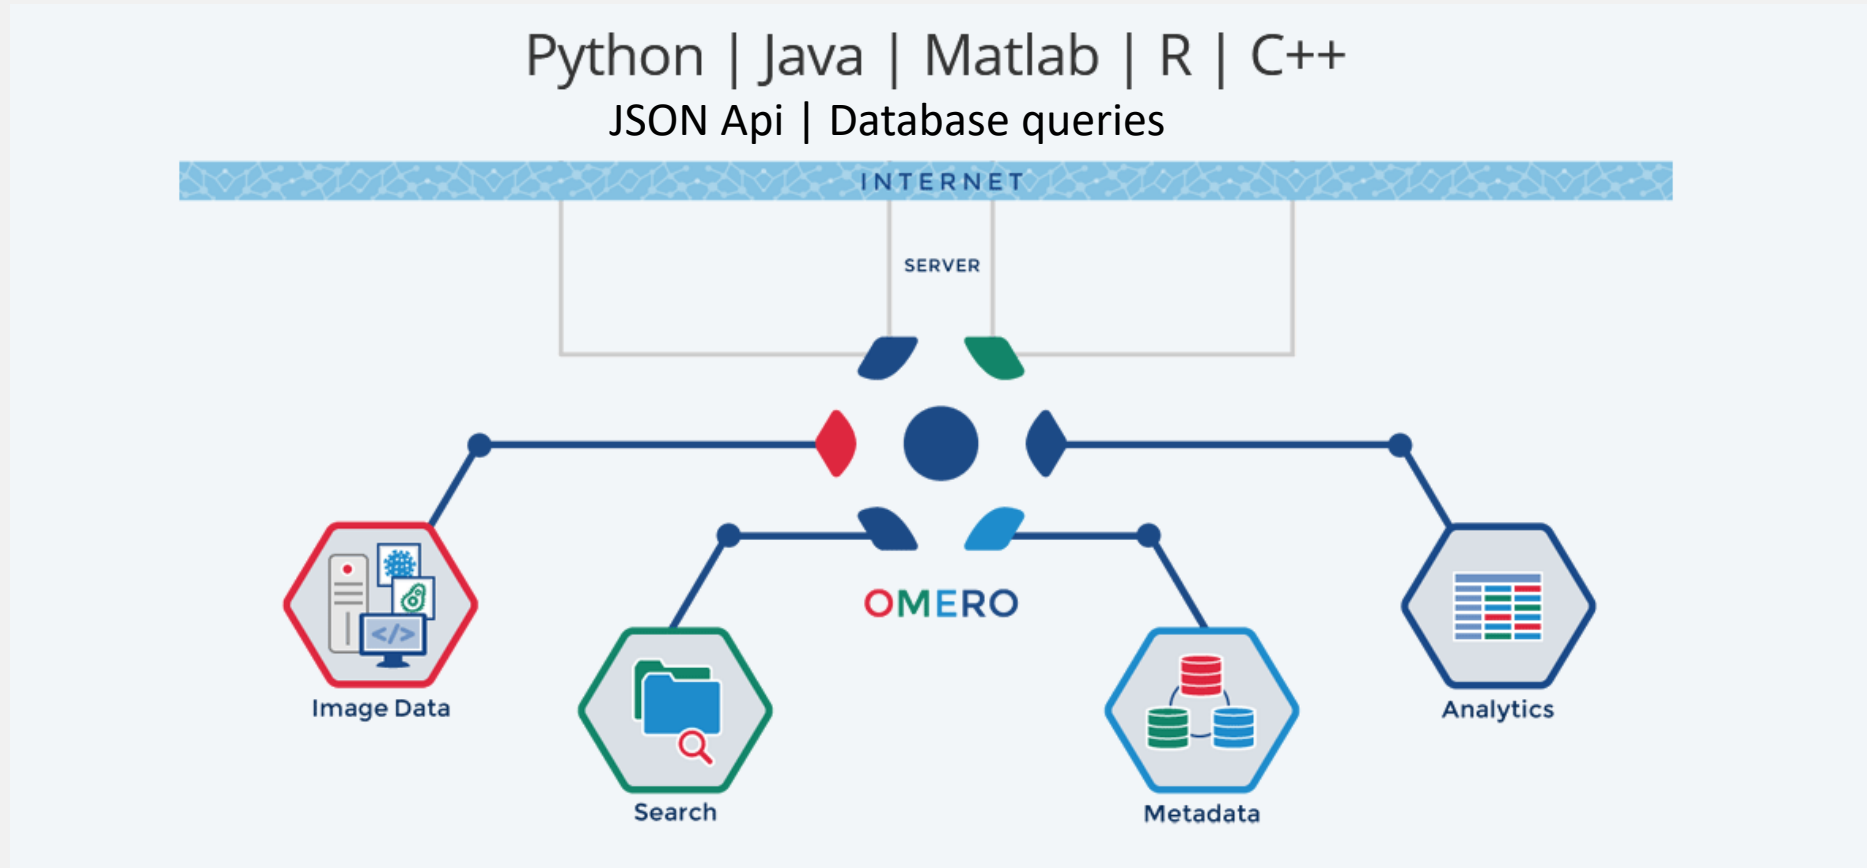 Python | Java | Matlab | R | C++
JSON Api | Database queries
INTERNET
SERVER
OMERO
Image Data
Search
Metadata
Analytics
</>